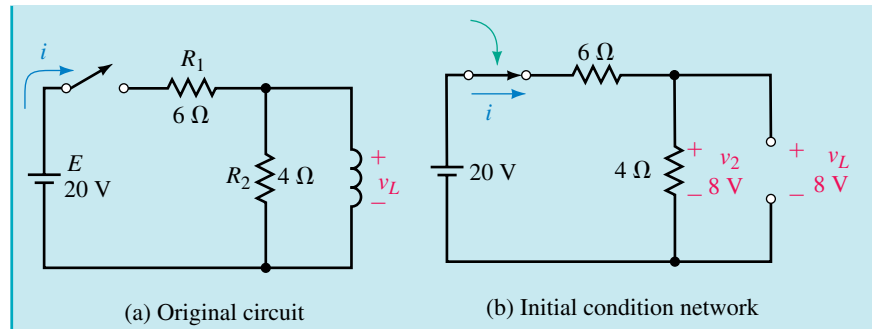 i
R1
6 Ω
E
20 V
R2
4 Ω
+
vL
−
(a) Original circuit
6 Ω
i
20 V
4 Ω
+
v2
− 8 V
+
vL
− 8 V
(b) Initial condition network